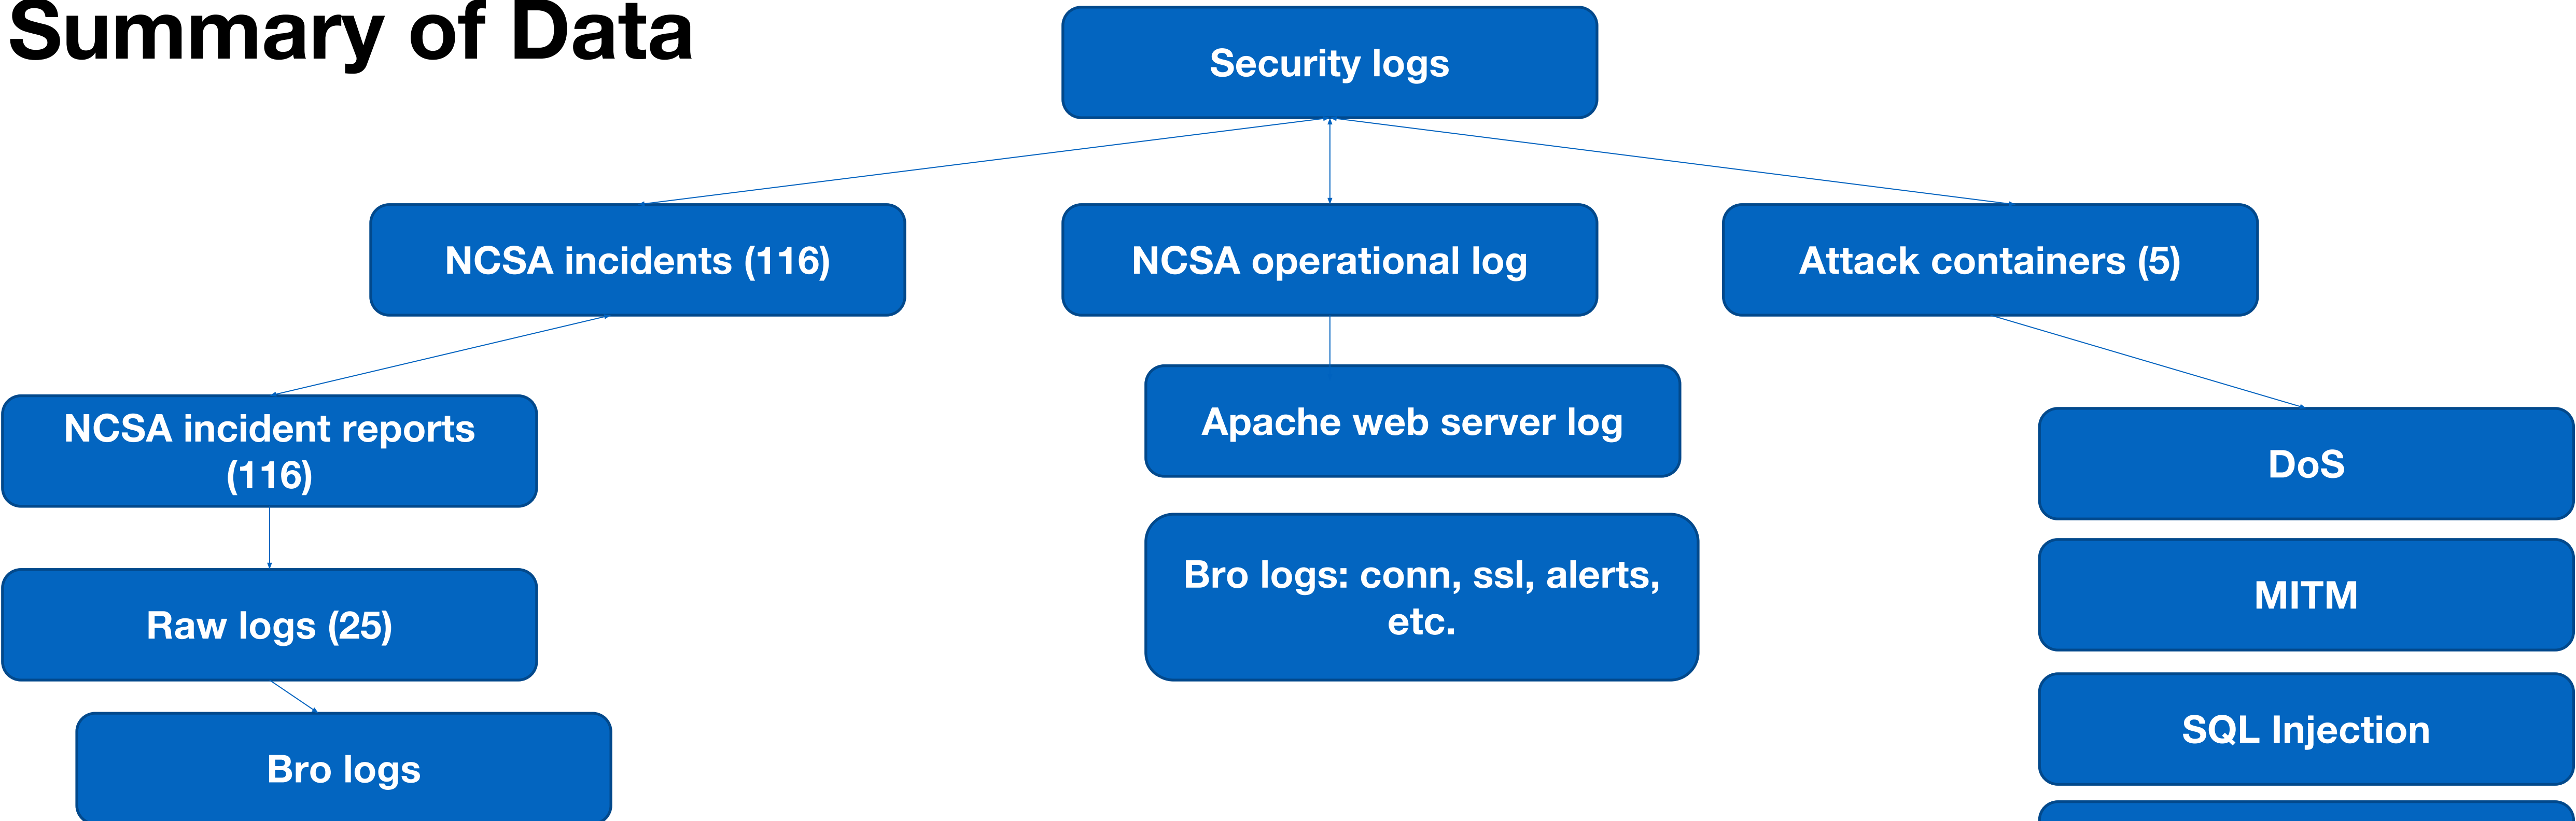 Summary of Data
Security logs
NCSA incidents (116)
NCSA operational log
Attack containers (5)
NCSA incident reports
(116)
Apache web server log
DoS
Bro logs: conn, ssl, alerts,
etc.
MITM
Raw logs (25)
SQL Injection
Bro logs